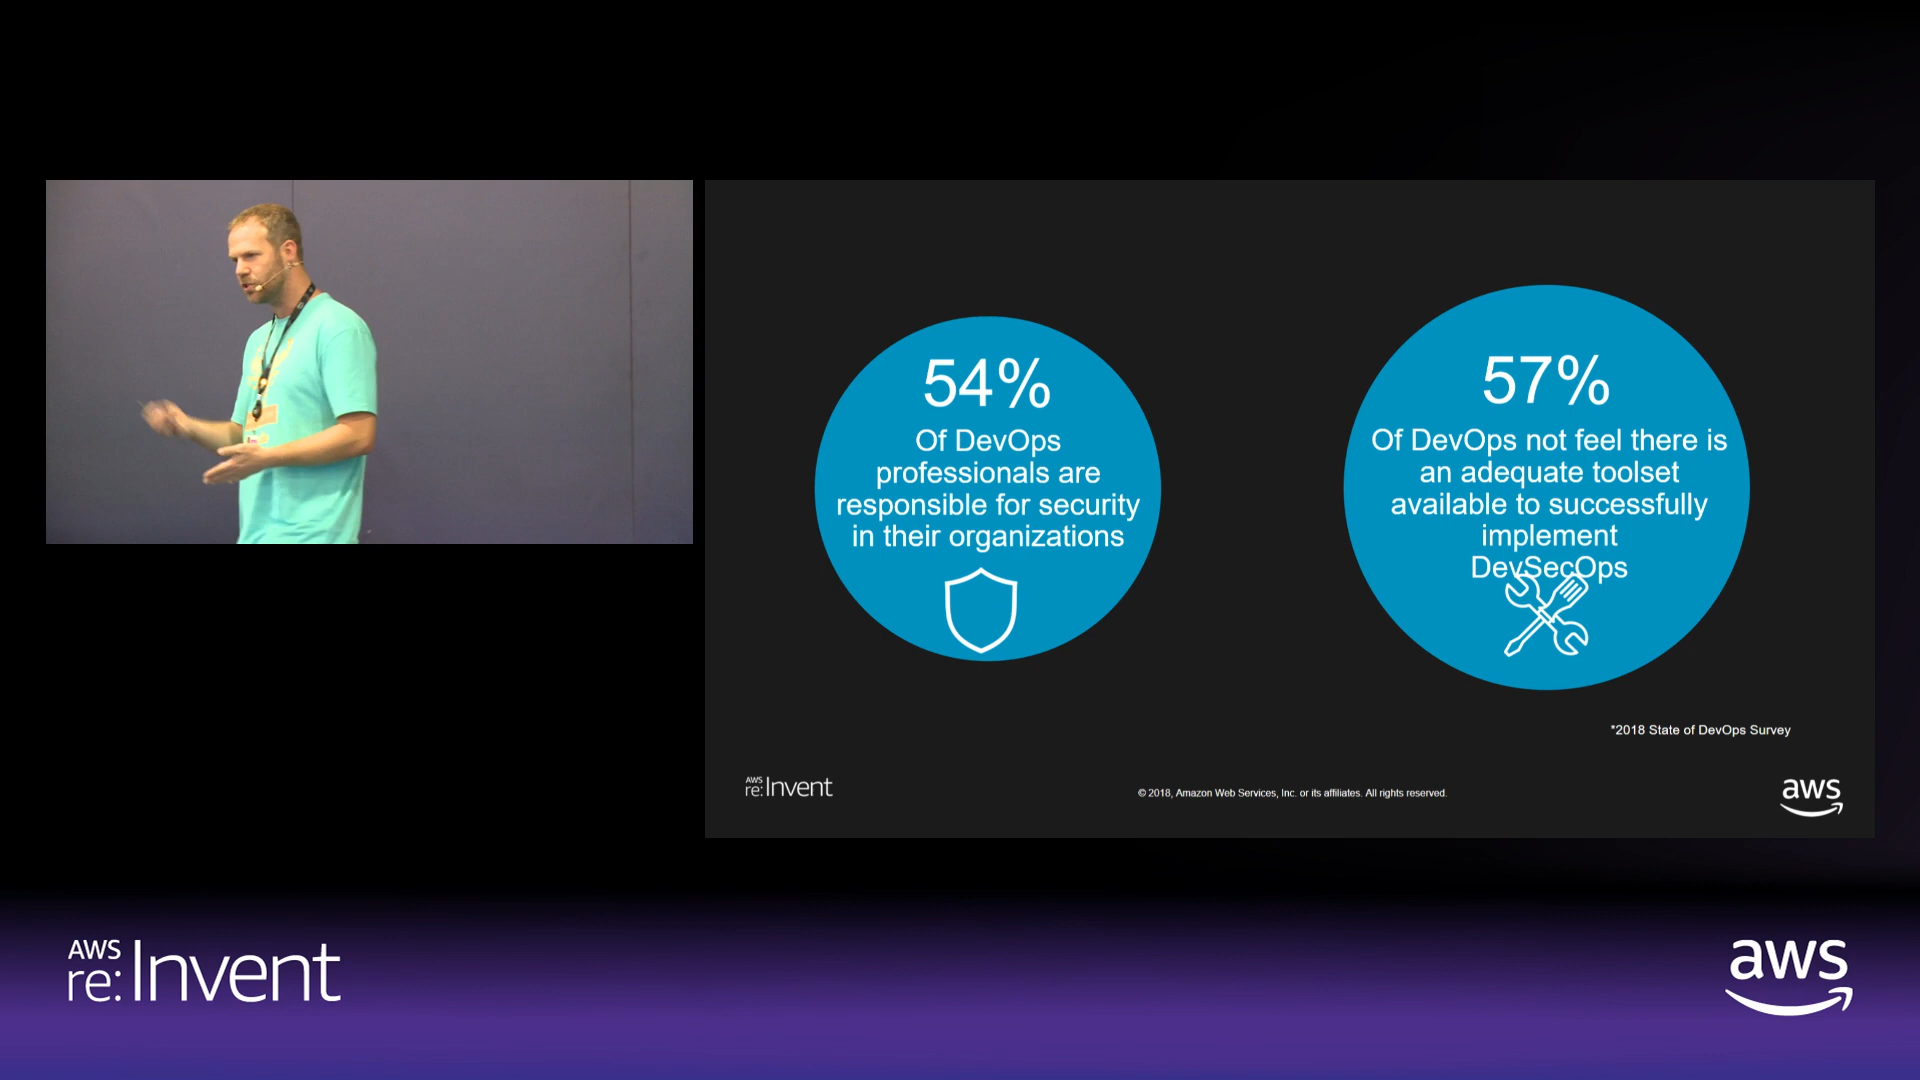 54%
Of DevOps
professionals are
responsible for security
in their organizations
57%
Of DevOps not feel there is
an adequate toolset
available to successfully
implement
DevSecOps
*2018 State of DevOps Survey
AWS
re:Invent
© 2018, Amazon Web Services, Inc. or its affiliates. All rights reserved.
aws
AWS
re:Invent
aws